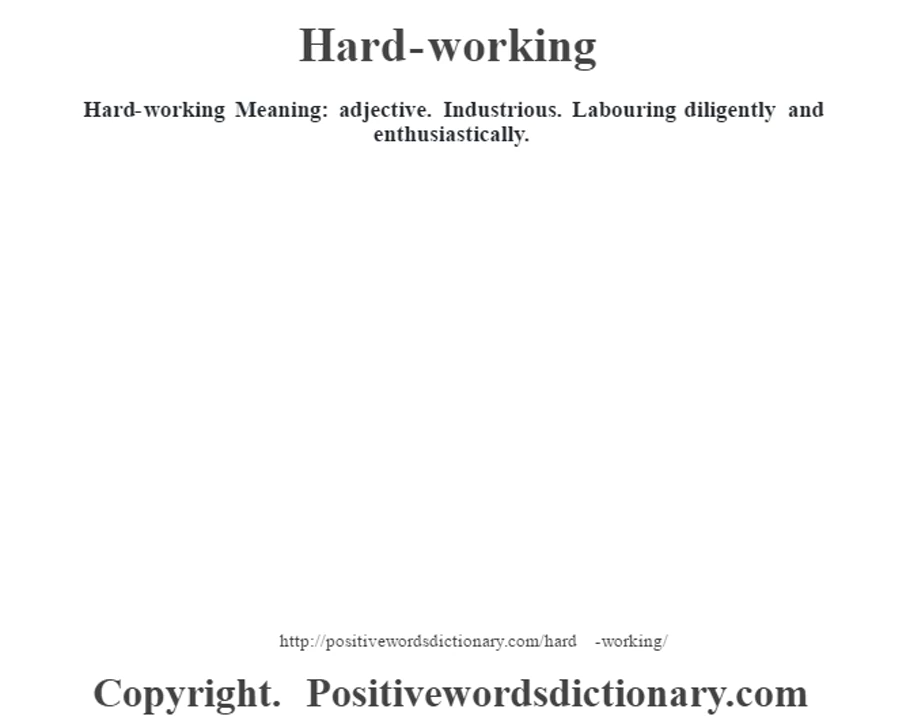 Hard-working
Hard-working Meaning: adjective. Industrious. Labouring diligently and
enthusiastically.
http://positivewordsdictionary.com/hard -working/
Copyright. Positivewordsdictionary.com